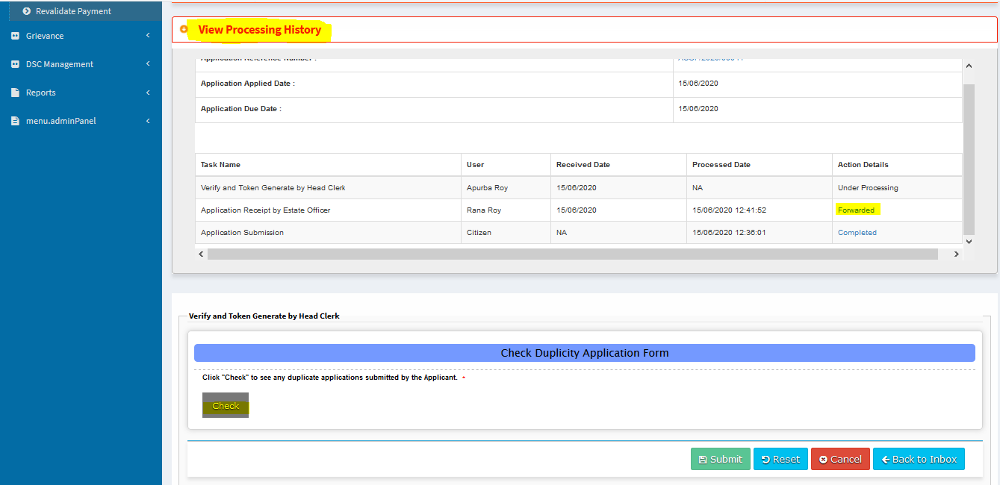 Revalidate Payment
Grievance
DSC Management
Reports
menu.adminPanel
View Processing History
Application Reference Number :
Application Applied Date : 15/06/2020
Application Due Date : 15/06/2020
Task Name User Received Date Processed Date Action Details
Verify and Token Generate by Head Clerk Apurba Roy 15/06/2020 NA Under Processing
Application Receipt by Estate Officer Rana Roy 15/06/2020 15/06/2020 12:41:52 Forwarded
Application Submission Citizen NA 15/06/2020 12:36:01 Completed
Verify and Token Generate by Head Clerk
Check Duplicity Application Form
Click "Check" to see any duplicate applications submitted by the Applicant. *
Check
Submit Reset Cancel Back to Inbox